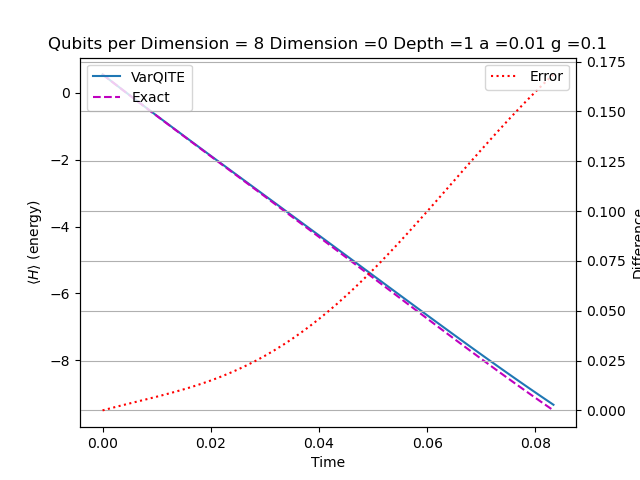 Qubits per Dimension = 8 Dimension =0 Depth =1 a =0.01 g =0.1
VarQITE
Exact
Error
0
−2
−4
−6
−8
⟨H⟩ (energy)
0.175
0.150
0.125
0.100
0.075
0.050
0.025
0.000
Difference
0.00 0.02 0.04 0.06 0.08
Time